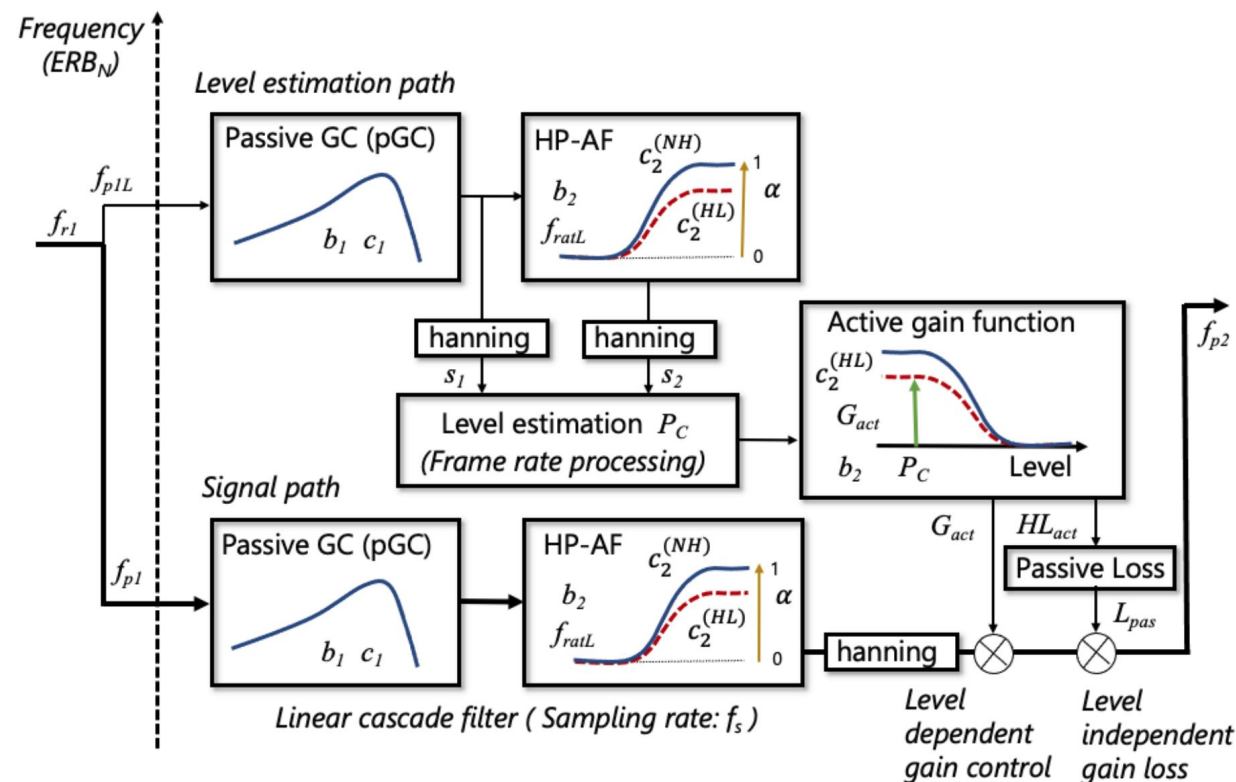 Frequency
(ERB_N)
Level estimation path
Passive GC (pGC)
b_1 c_1
HP-AF
c_2^(NH)
1
b_2
α
c_2^(HL)
f_ratL
0
f_p1L
f_r1
hanning
hanning
s_1
s_2
Level estimation P_C
(Frame rate processing)
Active gain function
c_2^(HL)
G_act
b_2
P_C
Level
f_p2
Signal path
Passive GC (pGC)
b_1 c_1
f_p1
HP-AF
c_2^(NH)
1
b_2
α
f_ratL
c_2^(HL)
0
G_act
HL_act
Passive Loss
L_pas
hanning
Linear cascade filter ( Sampling rate: f_s )
Level
dependent
gain control
Level
independent
gain loss